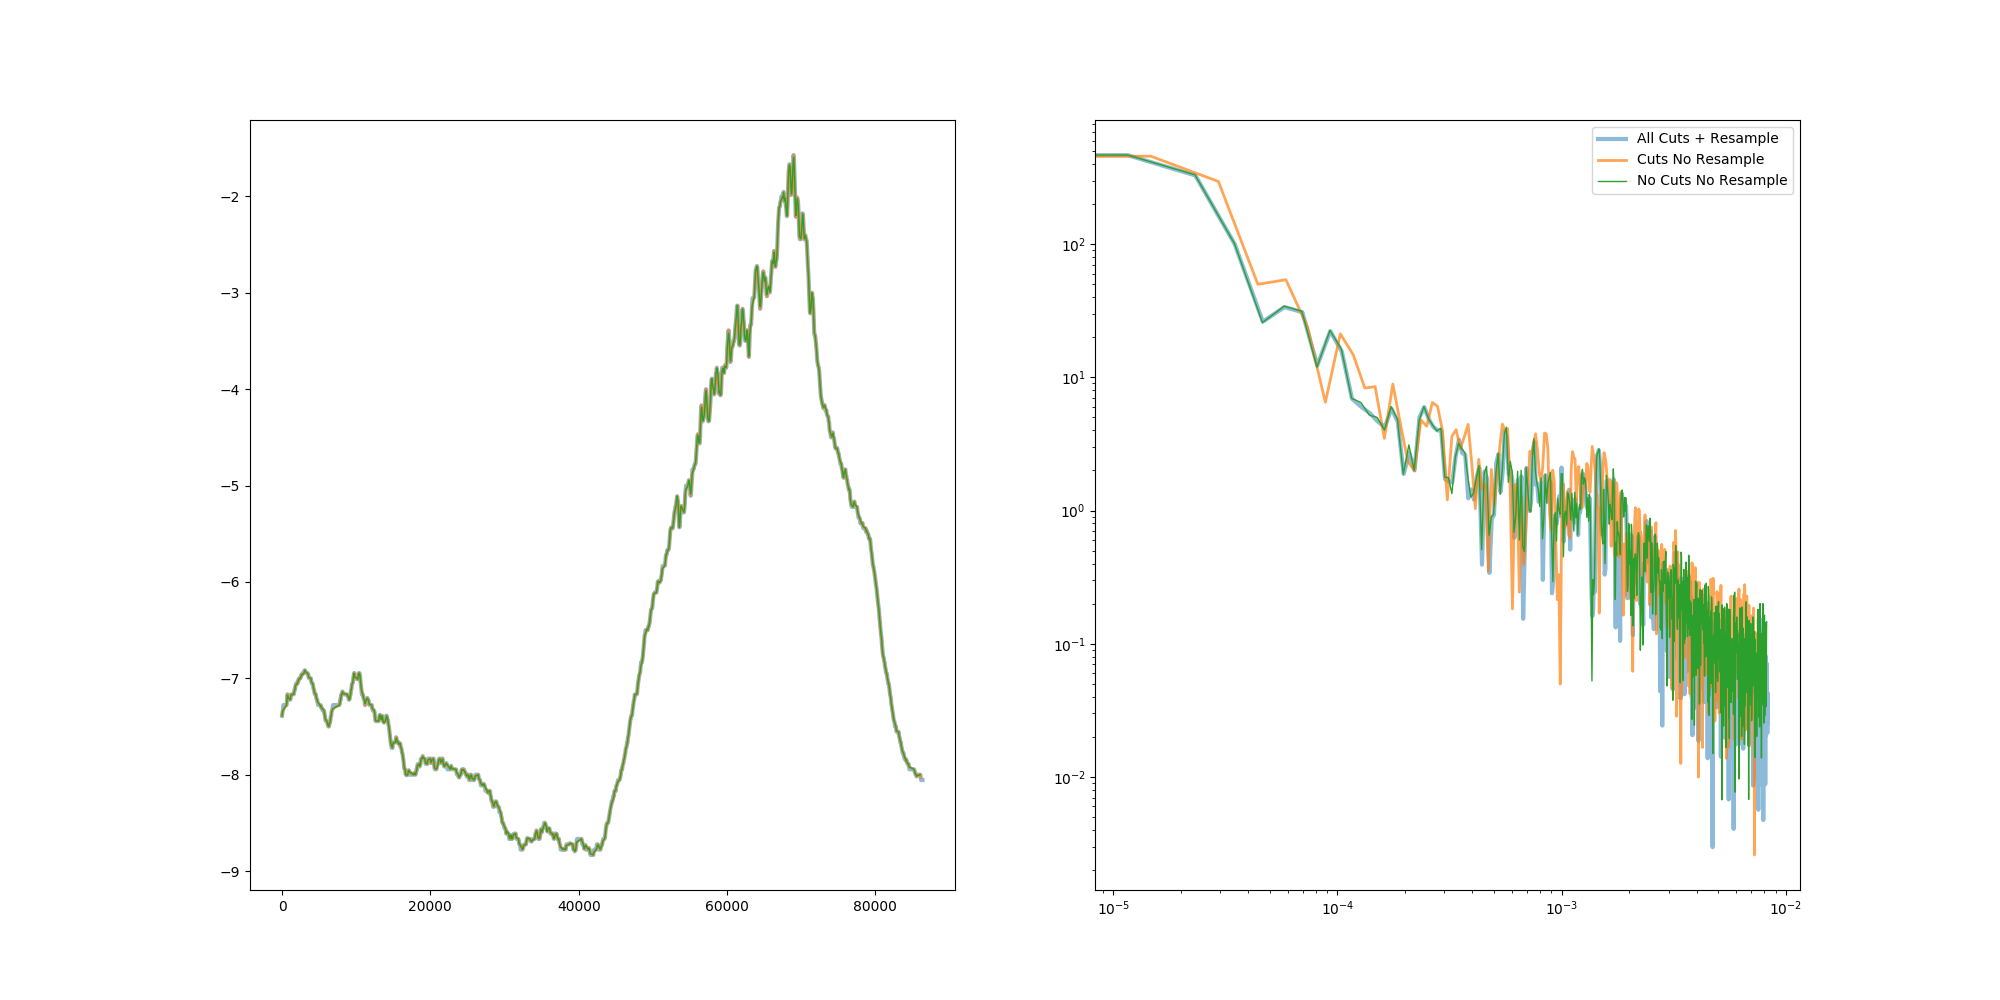 −2
−3
−4
−5
−6
−7
−8
−9
0 20000 40000 60000 80000
All Cuts + Resample
Cuts No Resample
No Cuts No Resample
10²
10¹
10⁰
10⁻¹
10⁻²
10⁻⁵ 10⁻⁴ 10⁻³ 10⁻²